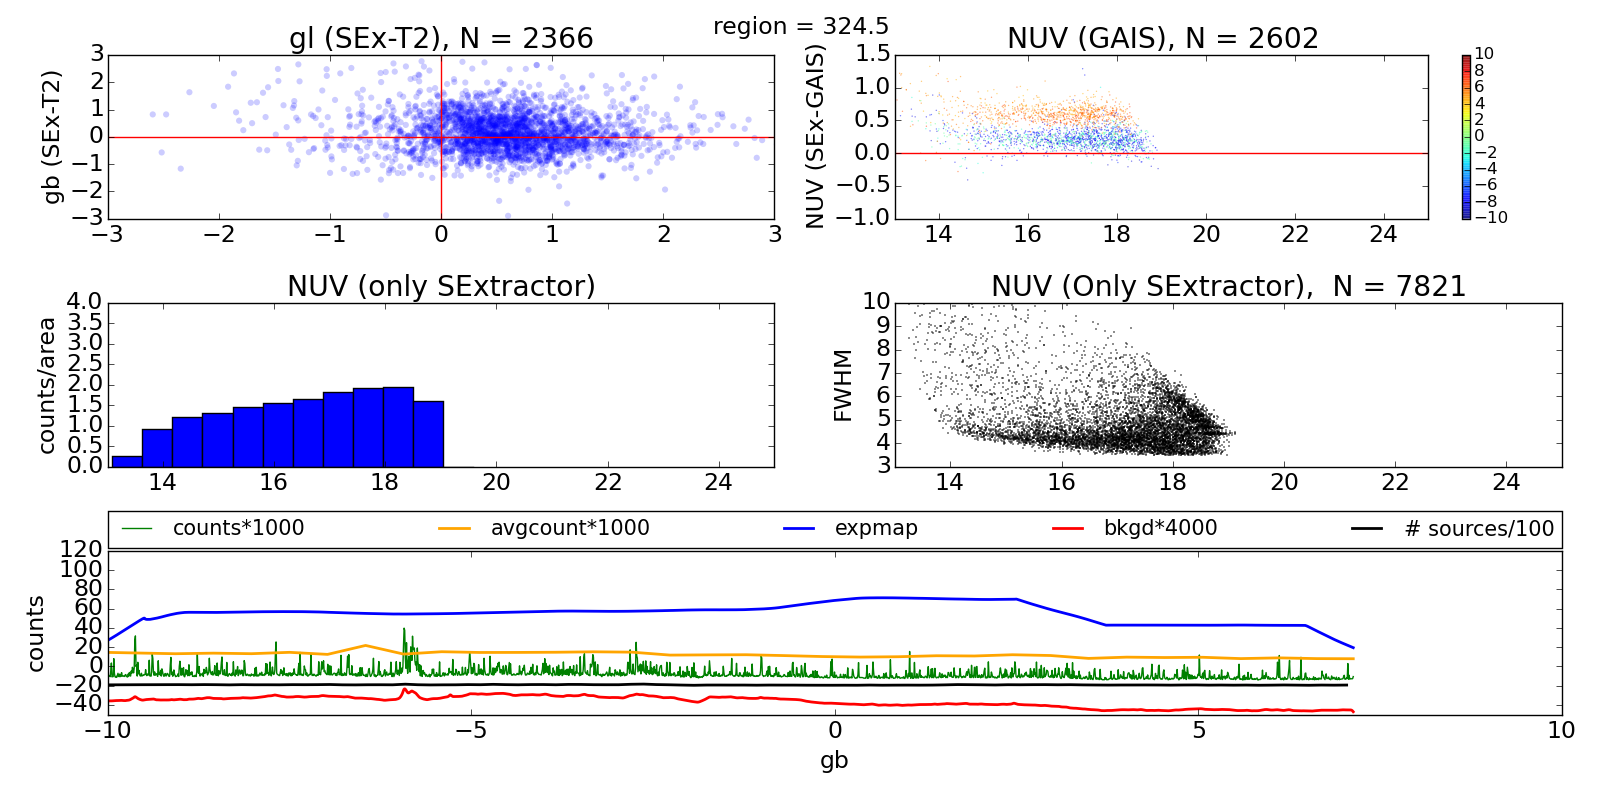 region = 324.5
gl (SEx-T2), N = 2366
gb (SEx-T2)
3
2
1
0
−1
−2
−3
−3 −2 −1 0 1 2 3
NUV (GAIS), N = 2602
NUV (SEx-GAIS)
1.5
1.0
0.5
0.0
−0.5
−1.0
14 16 18 20 22 24
10
8
6
4
2
0
−2
−4
−6
−8
−10
NUV (only SExtractor)
counts/area
4.0
3.5
3.0
2.5
2.0
1.5
1.0
0.5
0.0
14 16 18 20 22 24
NUV (Only SExtractor), N = 7821
FWHM
10
9
8
7
6
5
4
3
14 16 18 20 22 24
counts*1000 avgcount*1000 expmap bkgd*4000 # sources/100
counts
120
100
80
60
40
20
0
−20
−40
−10 −5 0 5 10
gb